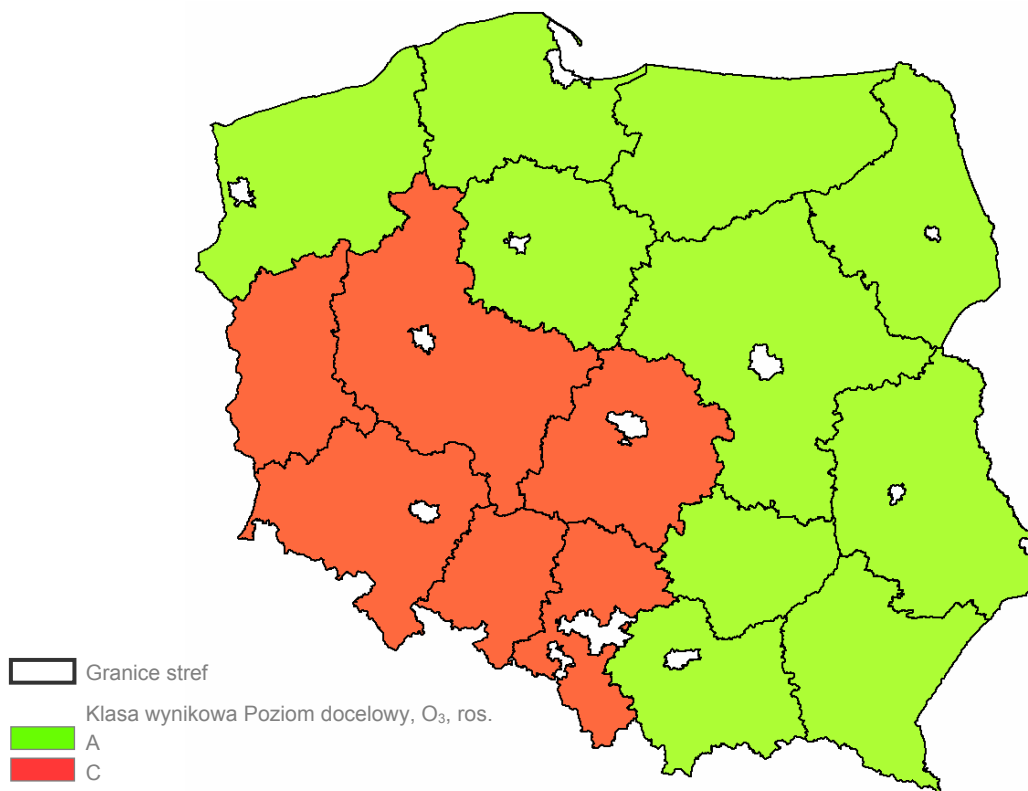 Granice stref
Klasa wynikowa Poziom docelowy, O₃, ros.
A
C